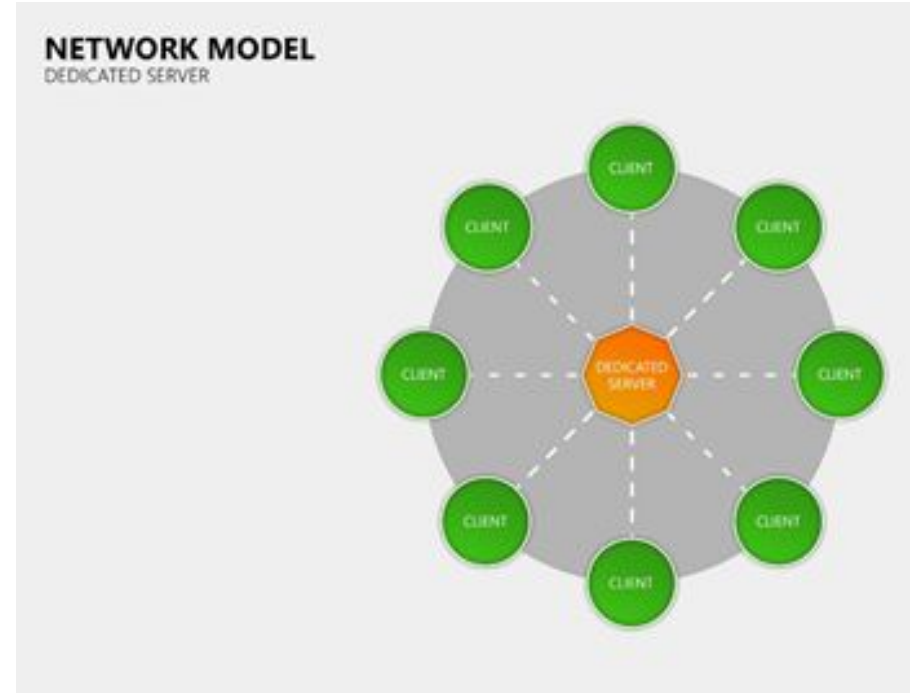 NETWORK MODEL
DEDICATED SERVER
CLIENT
CLIENT
CLIENT
CLIENT
DEDICATED
SERVER
CLIENT
CLIENT
CLIENT
CLIENT